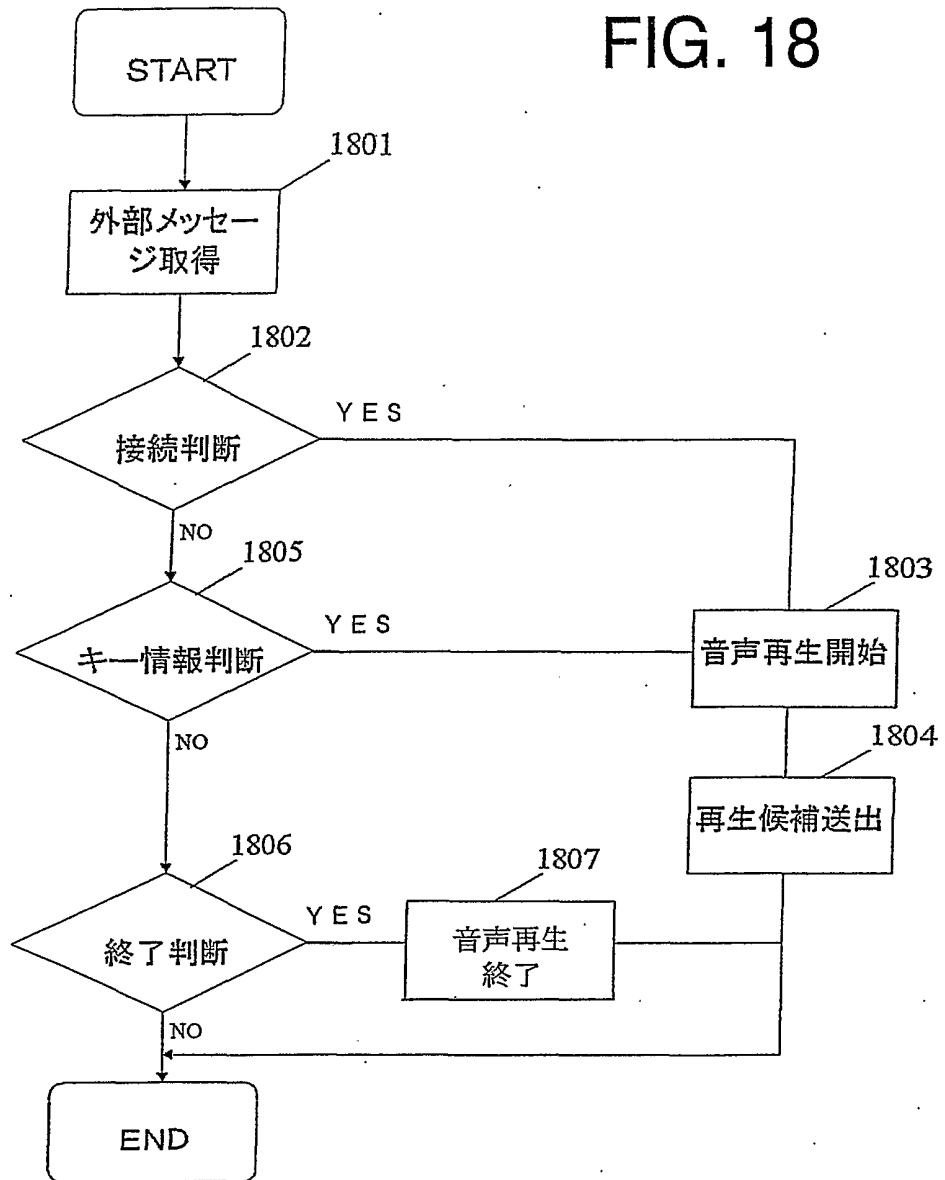 FIG. 18
START
1801
外部メッセー
ジ取得
1802
YES
接続判断
NO
1805
YES
キー情報判断
NO
1803
音声再生開始
1804
再生候補送出
1806
YES
終了判断
NO
1807
音声再生
終了
END